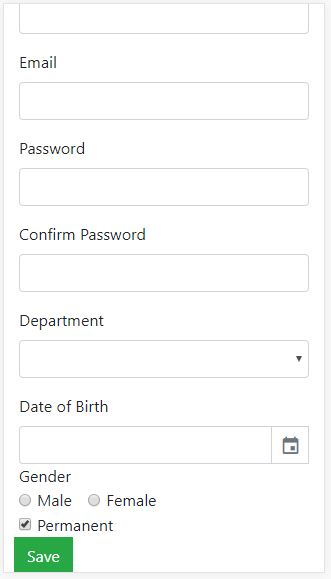 Email
Password
Confirm Password
Department
Date of Birth
Gender
Male Female
Permanent
Save